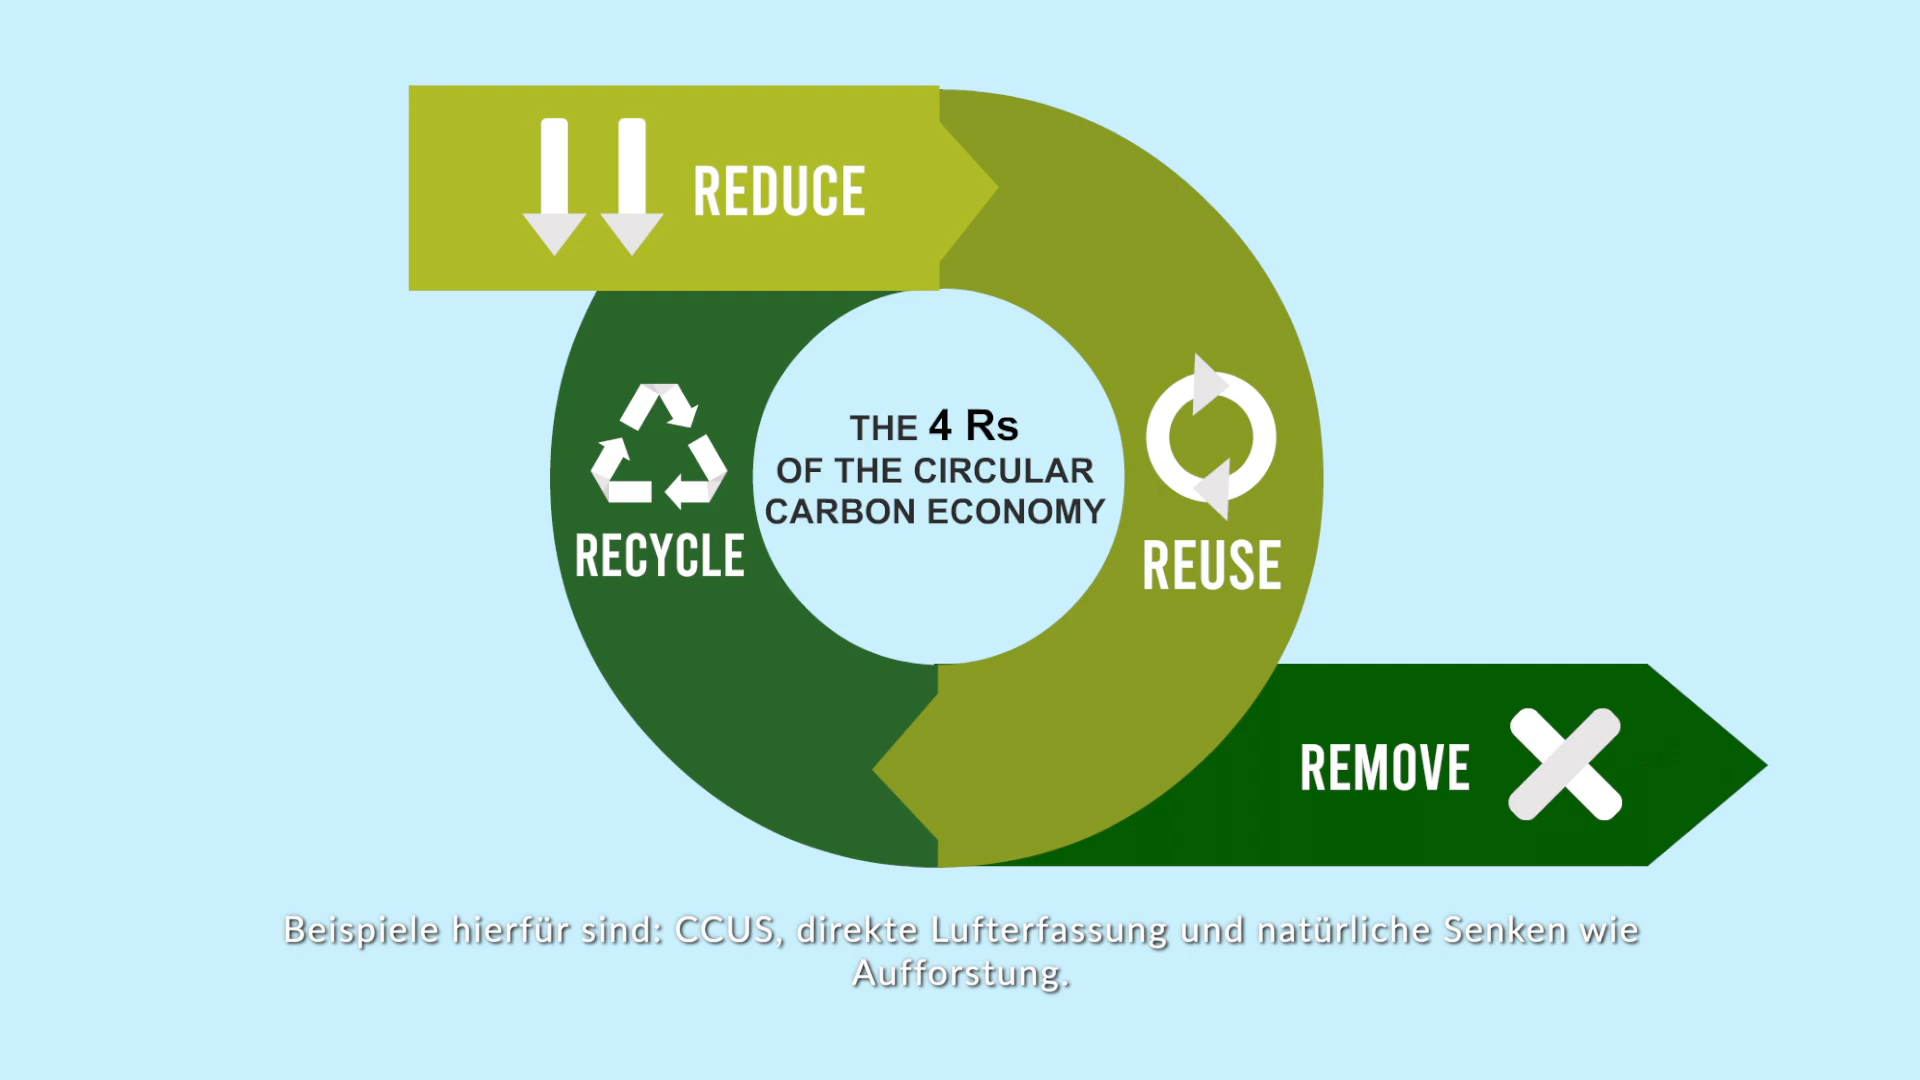 REDUCE
THE 4 Rs
OF THE CIRCULAR
CARBON ECONOMY
RECYCLE
REUSE
REMOVE
Beispiele hierfür sind: CCUS, direkte Lufterfassung und natürliche Senken wie
Aufforstung.